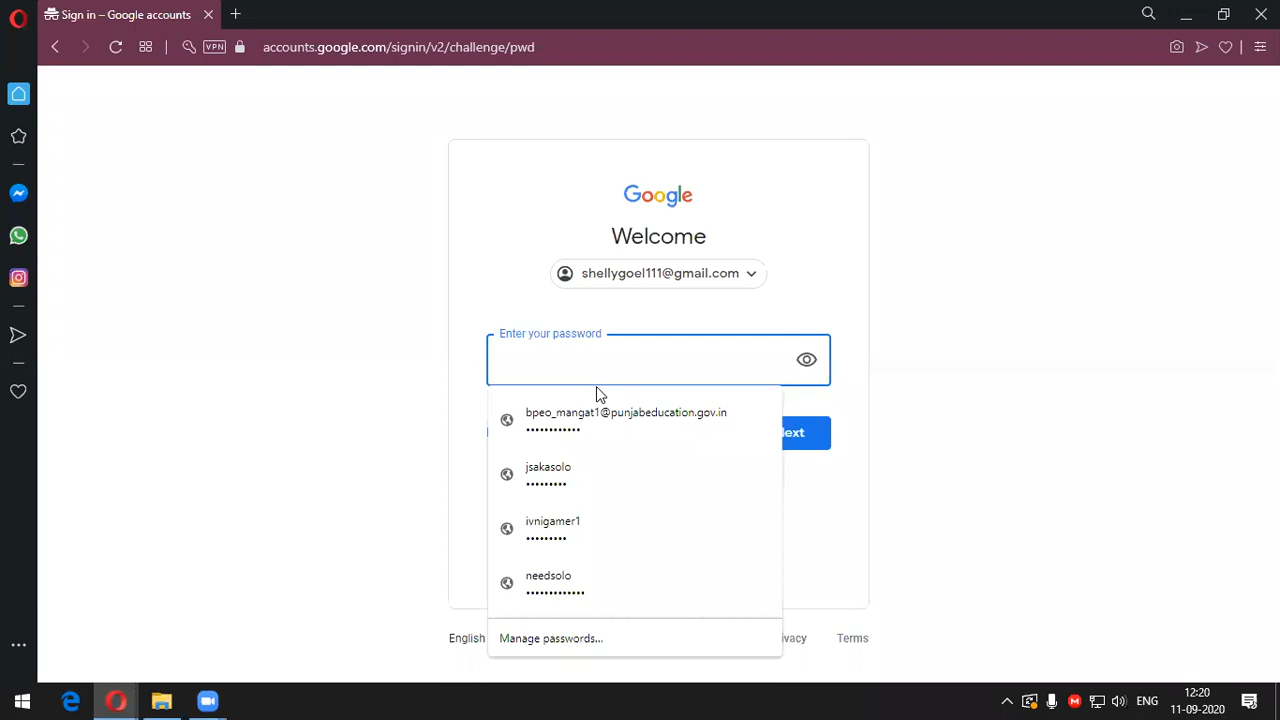 Sign in – Google accounts
VPN
accounts.google.com/signin/v2/challenge/pwd
Google
Welcome
shellygoel111@gmail.com
Enter your password
bpeo_mangat1@punjabeducation.gov.in
••••••••••••
jsakasolo
•••••••••
ext
ivnigamer1
•••••••••
needsolo
•••••••••••••
Manage passwords...
English
ivacy
Terms
ENG
12:20
11-09-2020